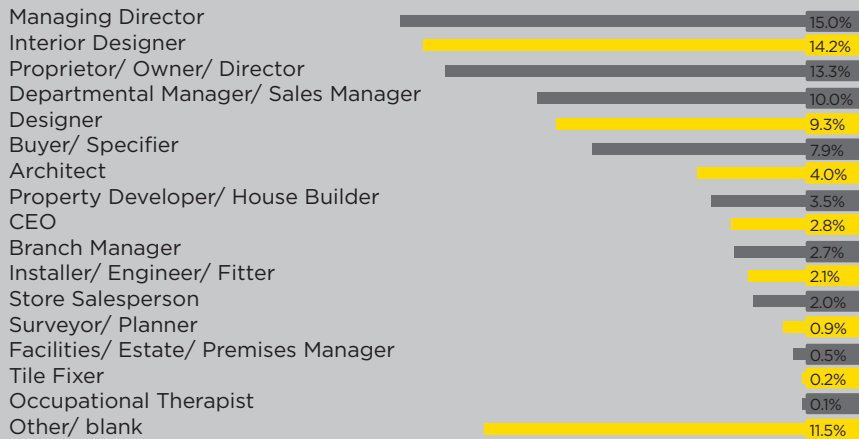 Managing Director 15.0%
Interior Designer 14.2%
Proprietor/ Owner/ Director 13.3%
Departmental Manager/ Sales Manager 10.0%
Designer 9.3%
Buyer/ Specifier 7.9%
Architect 4.0%
Property Developer/ House Builder 3.5%
CEO 2.8%
Branch Manager 2.7%
Installer/ Engineer/ Fitter 2.1%
Store Salesperson 2.0%
Surveyor/ Planner 0.9%
Facilities/ Estate/ Premises Manager 0.5%
Tile Fixer 0.2%
Occupational Therapist 0.1%
Other/ blank 11.5%